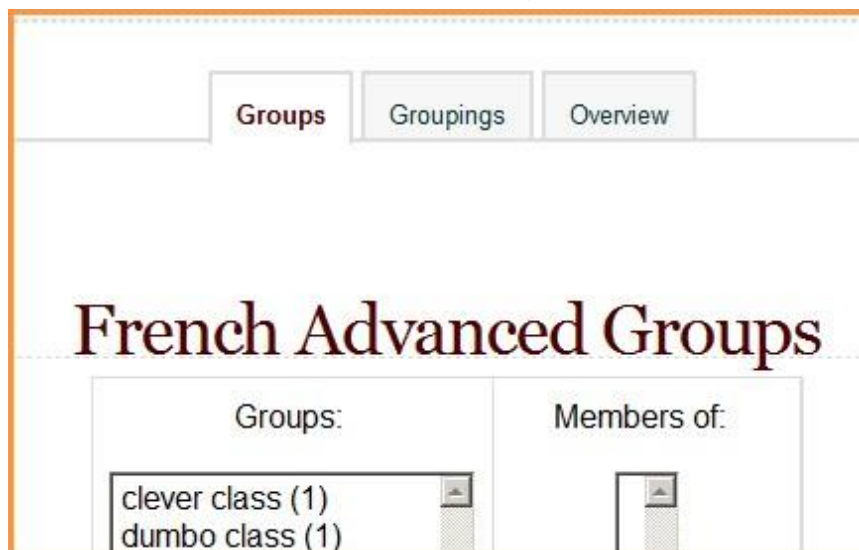 Groups Groupings Overview
French Advanced Groups
Groups: Members of:
clever class (1)
dumbo class (1)